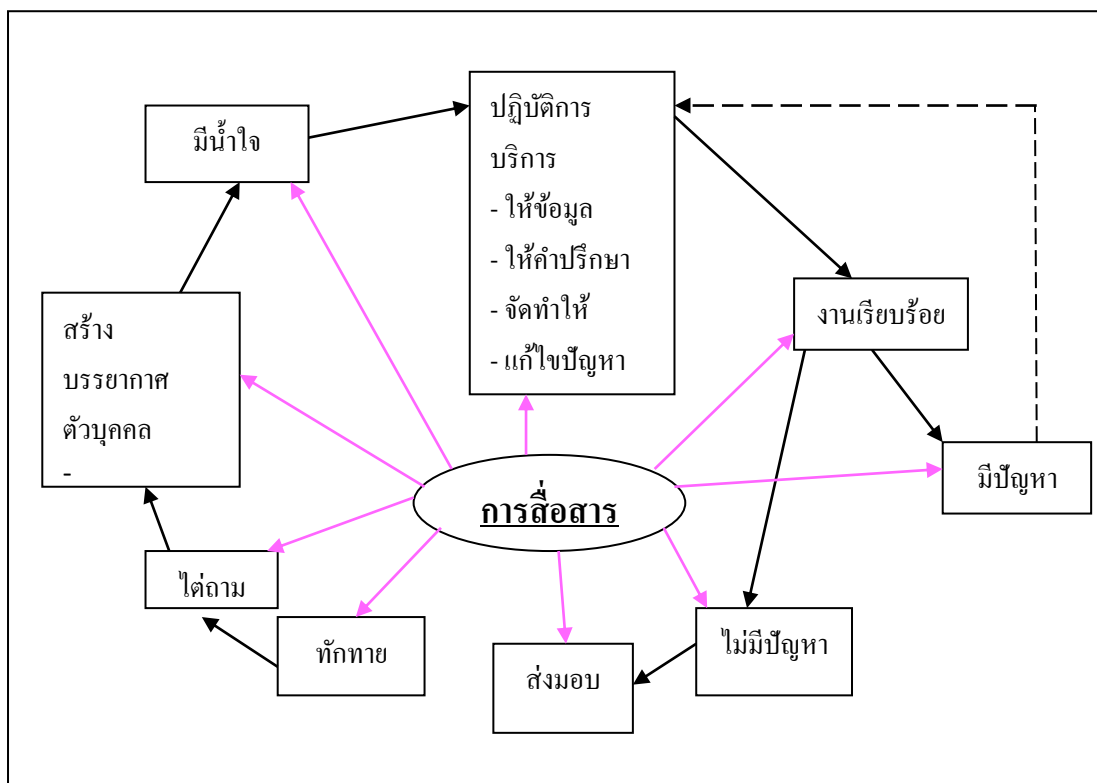 มีน้ำใจ
ปฏิบัติการ
บริการ
- ให้ข้อมูล
- ให้คำปรึกษา
- จัดทำให้
- แก้ไขปัญหา
งานเรียบร้อย
สร้าง
บรรยากาศ
ตัวบุคคล
-
การสื่อสาร
มีปัญหา
ไต่ถาม
ทักทาย
ส่งมอบ
ไม่มีปัญหา